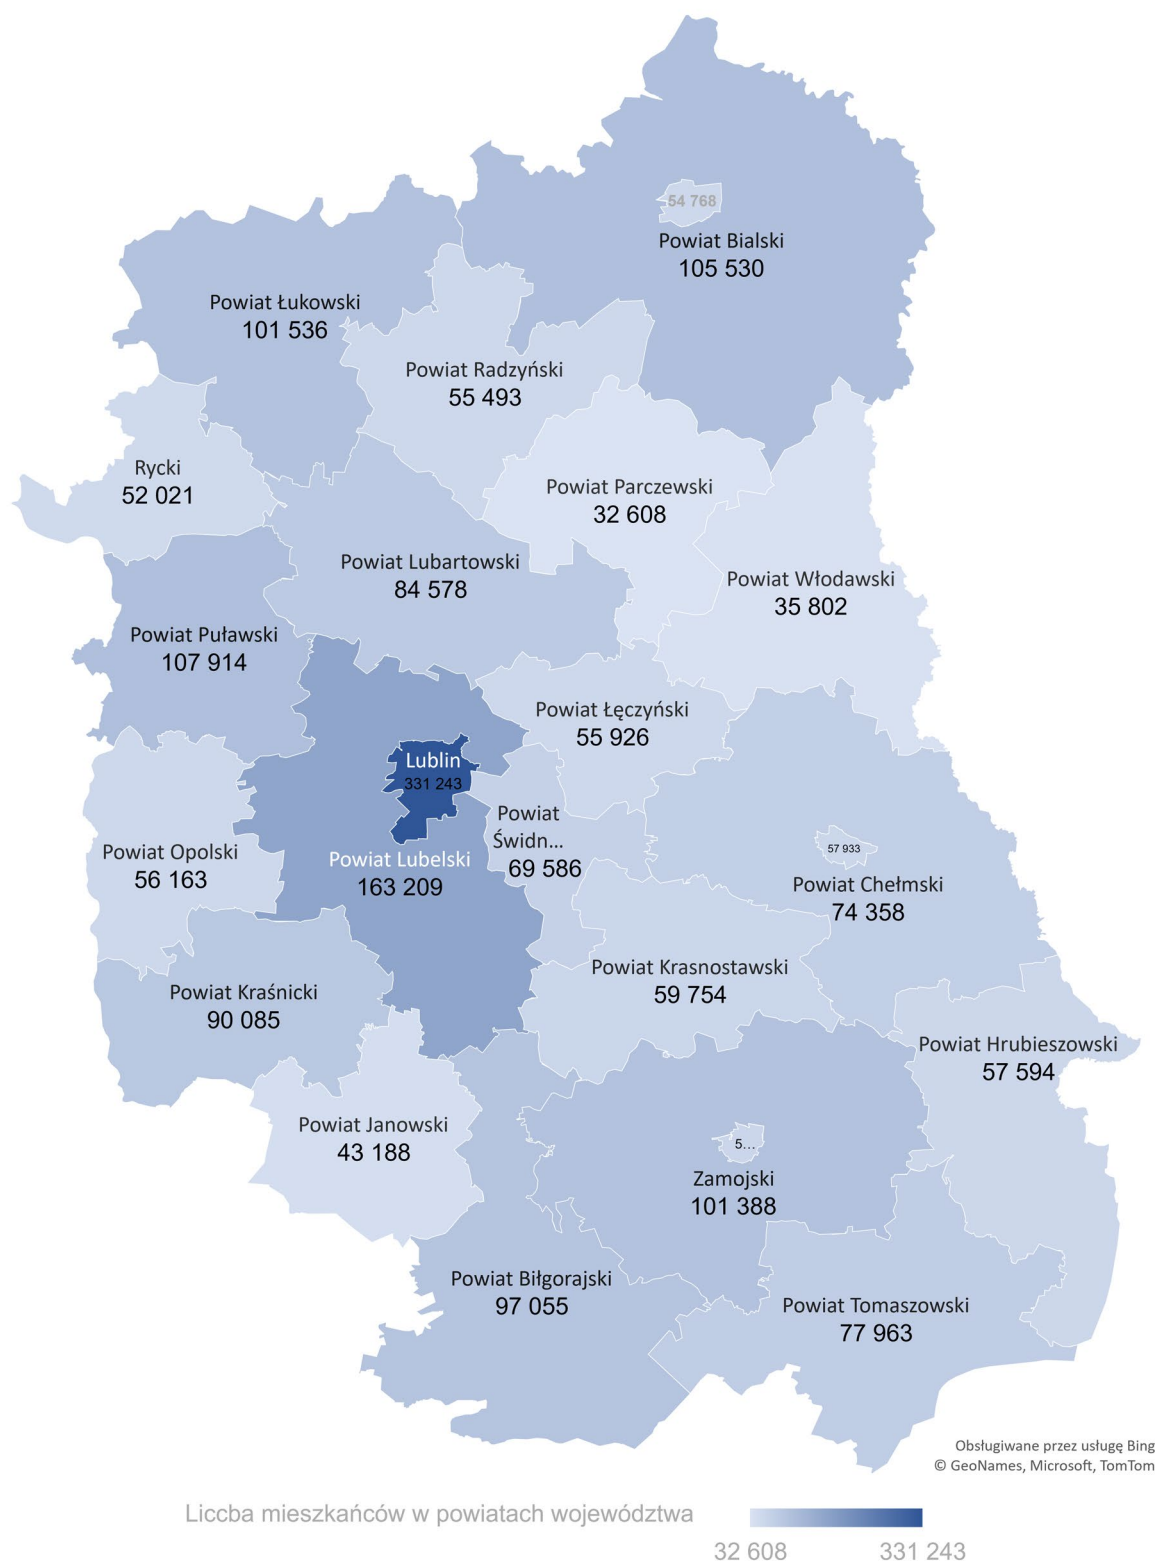 54 768
Powiat Bialski
105 530
Powiat Łukowski
101 536
Powiat Radzyński
55 493
Rycki
52 021
Powiat Parczewski
32 608
Powiat Lubartowski
84 578
Powiat Włodawski
35 802
Powiat Puławski
107 914
Powiat Łęczyński
55 926
Lublin
331 243
Powiat
Świdn...
69 586
Powiat Opolski
56 163
Powiat Lubelski
163 209
57 933
Powiat Chełmski
74 358
Powiat Krasnostawski
59 754
Powiat Kraśnicki
90 085
Powiat Hrubieszowski
57 594
Powiat Janowski
43 188
5...
Zamojski
101 388
Powiat Biłgorajski
97 055
Powiat Tomaszowski
77 963
Obsługiwane przez usługę Bing
© GeoNames, Microsoft, TomTom
Liccba mieszkańców w powiatach województwa
32 608
331 243